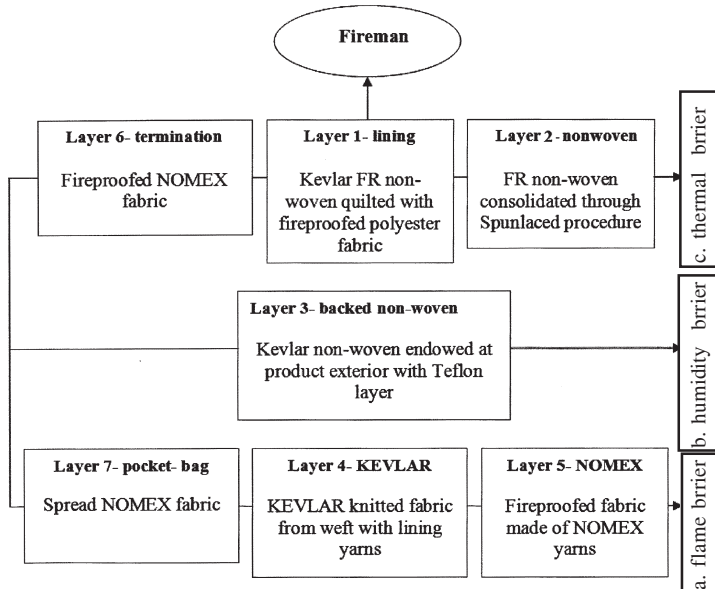 Fireman
Layer 6- termination
Fireproofed NOMEX
fabric
Layer 1- lining
Kevlar FR non-
woven quilted with
fireproofed polyester
fabric
Layer 2-nonwoven
FR non-woven
consolidated through
Spunlaced procedure
c. thermal brrier
Layer 3- backed non-woven
Kevlar non-woven endowed at
product exterior with Teflon
layer
b. humidity brrier
Layer 7- pocket- bag
Spread NOMEX fabric
Layer 4- KEVLAR
KEVLAR knitted fabric
from weft with lining
yarns
Layer 5- NOMEX
Fireproofed fabric
made of NOMEX
yarns
a. flame brrier